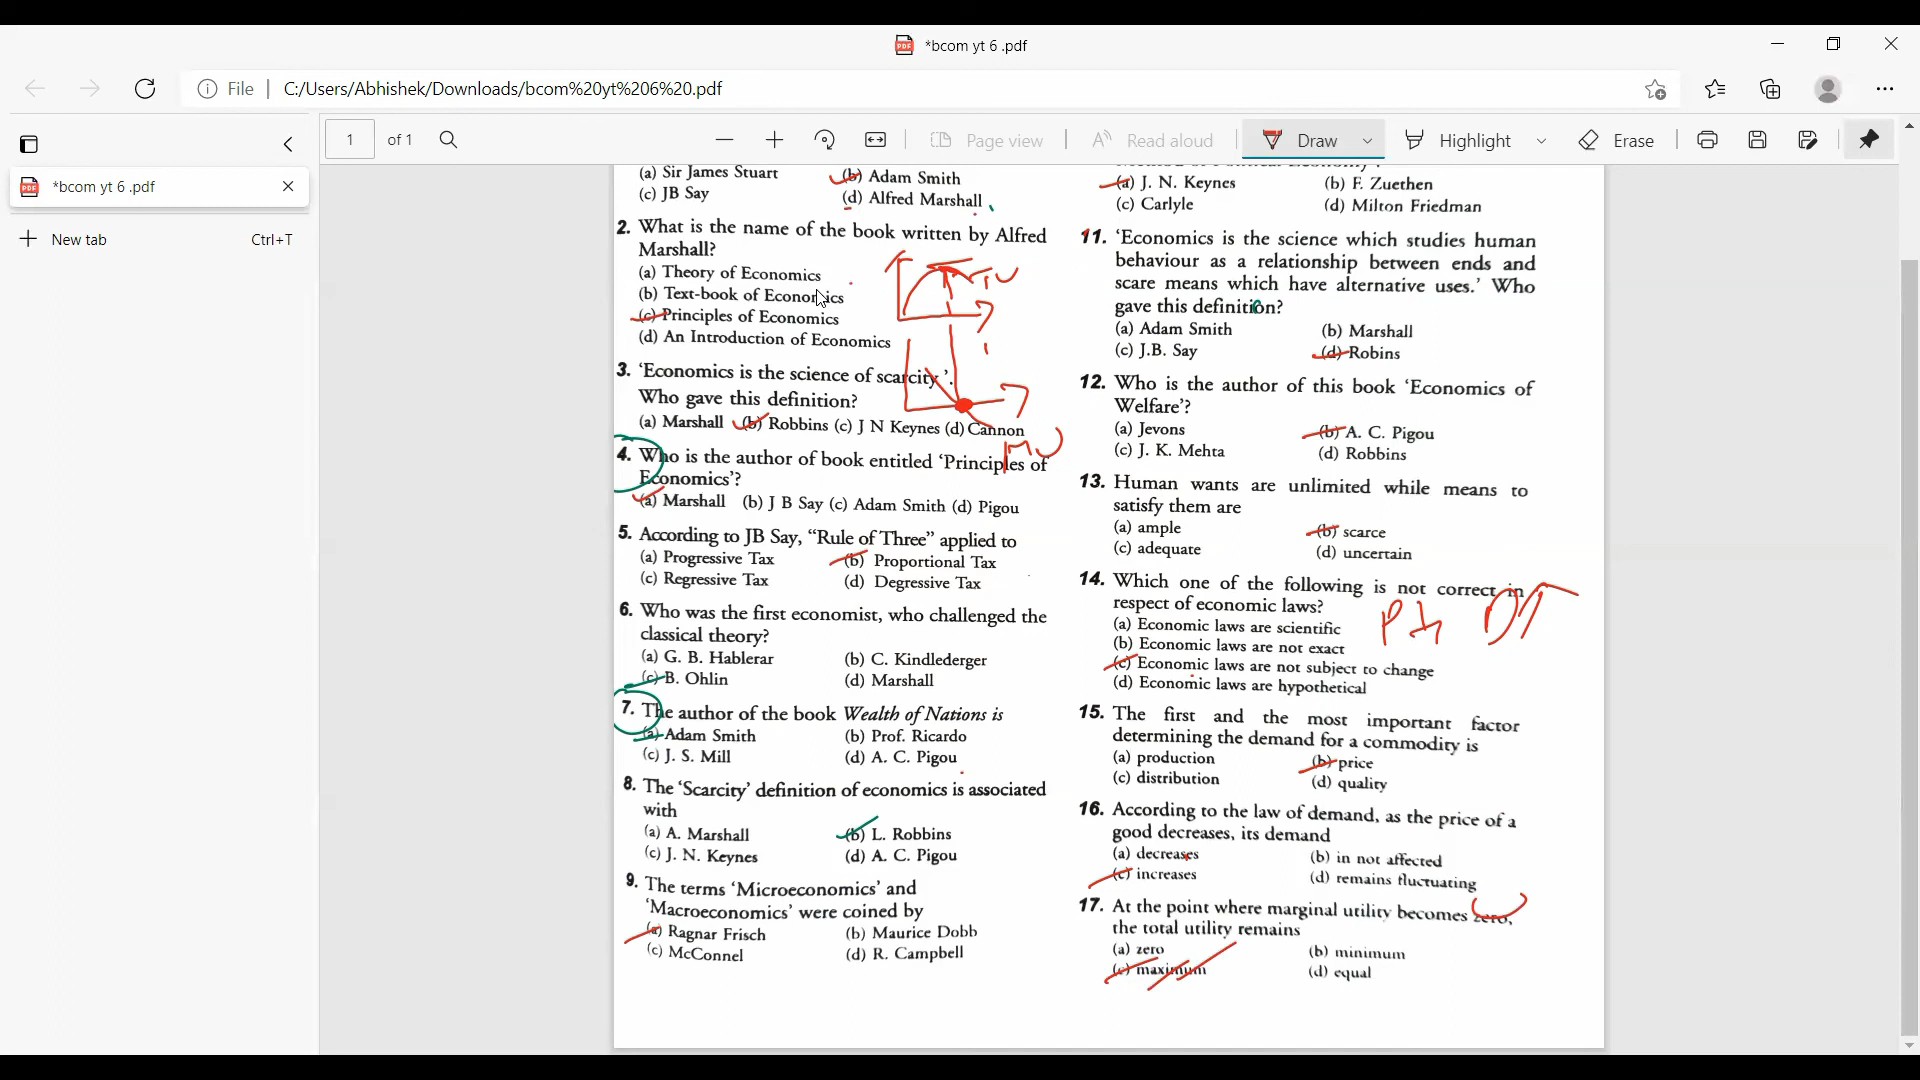 *bcom yt 6 .pdf
File
C:/Users/Abhishek/Downloads/bcom%20yt%206%20.pdf
1 of 1
Page view
Read aloud
Draw
Highlight
Erase
*bcom yt 6 .pdf
New tab
Ctrl+T
(a) Sir James Stuart (b) Adam Smith
(c) JB Say (d) Alfred Marshall
2. What is the name of the book written by Alfred
Marshall?
(a) Theory of Economics
(b) Text-book of Economics
(c) Principles of Economics
(d) An Introduction of Economics
3. 'Economics is the science of scarcity '.
Who gave this definition?
(a) Marshall (b) Robbins (c) J N Keynes (d) Cannon
4. Who is the author of book entitled 'Principles of
Economics'?
(a) Marshall (b) J B Say (c) Adam Smith (d) Pigou
5. According to JB Say, "Rule of Three" applied to
(a) Progressive Tax (b) Proportional Tax
(c) Regressive Tax (d) Degressive Tax
6. Who was the first economist, who challenged the
classical theory?
(a) G. B. Hablerar (b) C. Kindlederger
(c) B. Ohlin (d) Marshall
7. The author of the book Wealth of Nations is
(a) Adam Smith (b) Prof. Ricardo
(c) J. S. Mill (d) A. C. Pigou
8. The 'Scarcity' definition of economics is associated
with
(a) A. Marshall (b) L. Robbins
(c) J. N. Keynes (d) A. C. Pigou
9. The terms 'Microeconomics' and
'Macroeconomics' were coined by
(a) Ragnar Frisch (b) Maurice Dobb
(c) McConnel (d) R. Campbell
TU
MU
(a) J. N. Keynes (b) F. Zuethen
(c) Carlyle (d) Milton Friedman
11. 'Economics is the science which studies human
behaviour as a relationship between ends and
scare means which have alternative uses.' Who
gave this definition?
(a) Adam Smith (b) Marshall
(c) J.B. Say (d) Robins
12. Who is the author of this book 'Economics of
Welfare'?
(a) Jevons (b) A. C. Pigou
(c) J. K. Mehta (d) Robbins
13. Human wants are unlimited while means to
satisfy them are
(a) ample (b) scarce
(c) adequate (d) uncertain
14. Which one of the following is not correct in
respect of economic laws?
(a) Economic laws are scientific
(b) Economic laws are not exact
(c) Economic laws are not subject to change
(d) Economic laws are hypothetical
P↓ D↑
15. The first and the most important factor
determining the demand for a commodity is
(a) production (b) price
(c) distribution (d) quality
16. According to the law of demand, as the price of a
good decreases, its demand
(a) decreases (b) in not affected
(c) increases (d) remains fluctuating
17. At the point where marginal utility becomes zero,
the total utility remains
(a) zero (b) minimum
(c) maximum (d) equal